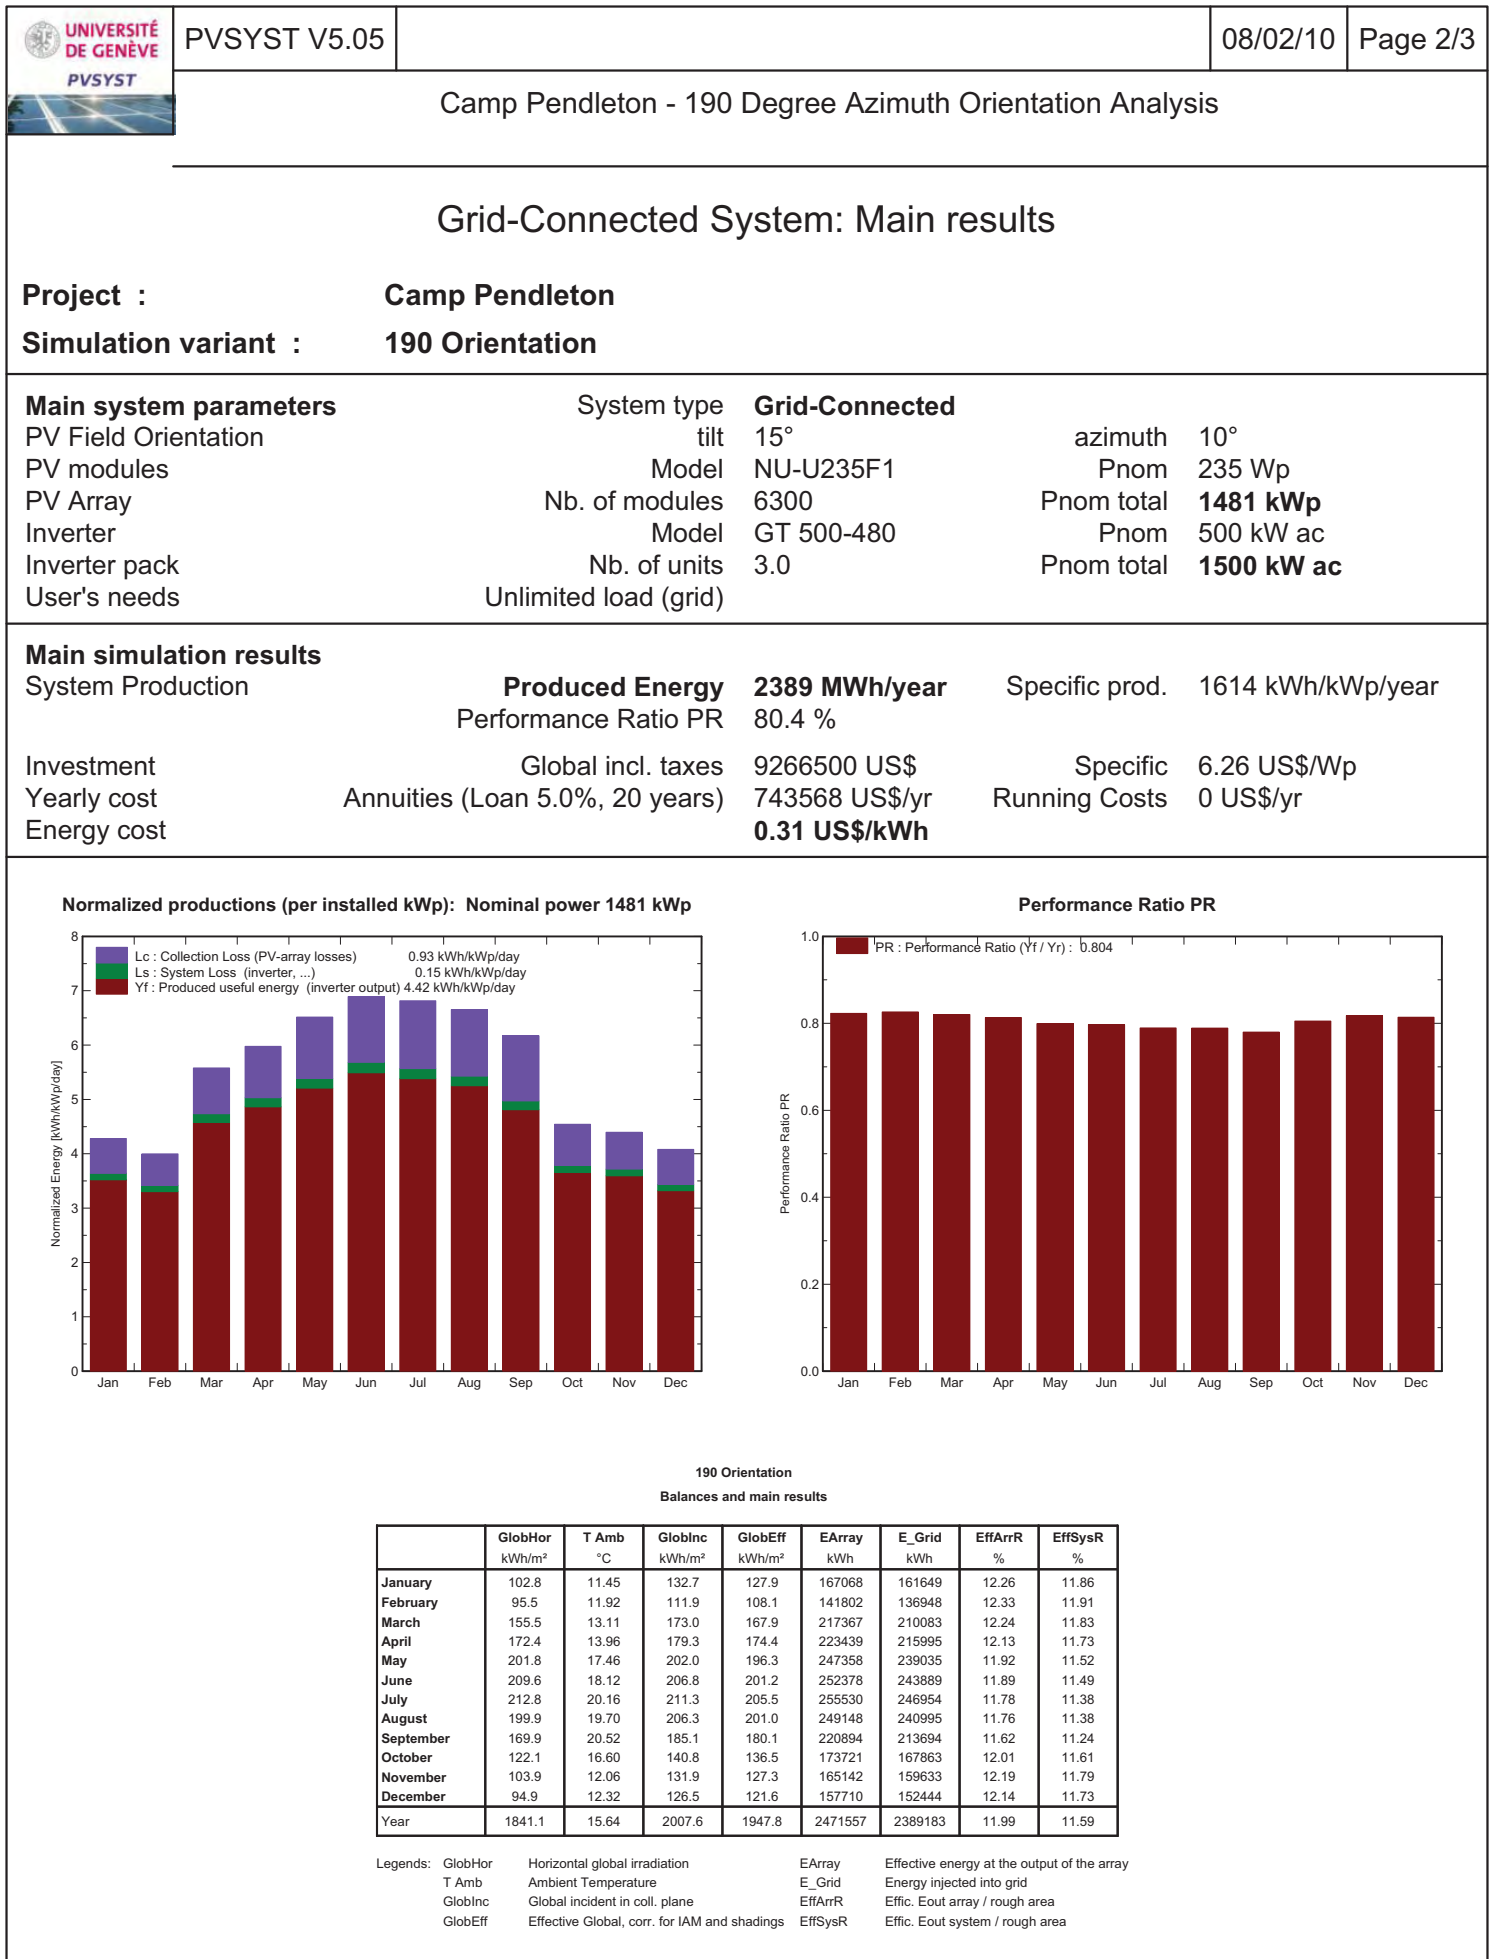 UNIVERSITÉ
DE GENÈVE
PVSYST
PVSYST V5.05 08/02/10 Page 2/3
Camp Pendleton - 190 Degree Azimuth Orientation Analysis
Grid-Connected System: Main results
Project : Camp Pendleton
Simulation variant : 190 Orientation
Main system parameters System type Grid-Connected
PV Field Orientation tilt 15° azimuth 10°
PV modules Model NU-U235F1 Pnom 235 Wp
PV Array Nb. of modules 6300 Pnom total 1481 kWp
Inverter Model GT 500-480 Pnom 500 kW ac
Inverter pack Nb. of units 3.0 Pnom total 1500 kW ac
User's needs Unlimited load (grid)
Main simulation results
System Production Produced Energy 2389 MWh/year Specific prod. 1614 kWh/kWp/year
Performance Ratio PR 80.4 %
Investment Global incl. taxes 9266500 US$ Specific 6.26 US$/Wp
Yearly cost Annuities (Loan 5.0%, 20 years) 743568 US$/yr Running Costs 0 US$/yr
Energy cost 0.31 US$/kWh
Normalized productions (per installed kWp): Nominal power 1481 kWp
Lc : Collection Loss (PV-array losses) 0.93 kWh/kWp/day
Ls : System Loss (inverter, ...) 0.15 kWh/kWp/day
Yf : Produced useful energy (inverter output) 4.42 kWh/kWp/day
Normalized Energy [kWh/kWp/day]
8
7
6
5
4
3
2
1
0
Jan Feb Mar Apr May Jun Jul Aug Sep Oct Nov Dec
Performance Ratio PR
PR : Performance Ratio (Yf / Yr) : 0.804
Performance Ratio PR
1.0
0.8
0.6
0.4
0.2
0.0
Jan Feb Mar Apr May Jun Jul Aug Sep Oct Nov Dec
190 Orientation
Balances and main results
GlobHor T Amb GlobInc GlobEff EArray E_Grid EffArrR EffSysR
kWh/m² °C kWh/m² kWh/m² kWh kWh % %
January 102.8 11.45 132.7 127.9 167068 161649 12.26 11.86
February 95.5 11.92 111.9 108.1 141802 136948 12.33 11.91
March 155.5 13.11 173.0 167.9 217367 210083 12.24 11.83
April 172.4 13.96 179.3 174.4 223439 215995 12.13 11.73
May 201.8 17.46 202.0 196.3 247358 239035 11.92 11.52
June 209.6 18.12 206.8 201.2 252378 243889 11.89 11.49
July 212.8 20.16 211.3 205.5 255530 246954 11.78 11.38
August 199.9 19.70 206.3 201.0 249148 240995 11.76 11.38
September 169.9 20.52 185.1 180.1 220894 213694 11.62 11.24
October 122.1 16.60 140.8 136.5 173721 167863 12.01 11.61
November 103.9 12.06 131.9 127.3 165142 159633 12.19 11.79
December 94.9 12.32 126.5 121.6 157710 152444 12.14 11.73
Year 1841.1 15.64 2007.6 1947.8 2471557 2389183 11.99 11.59
Legends: GlobHor Horizontal global irradiation EArray Effective energy at the output of the array
T Amb Ambient Temperature E_Grid Energy injected into grid
GlobInc Global incident in coll. plane EffArrR Effic. Eout array / rough area
GlobEff Effective Global, corr. for IAM and shadings EffSysR Effic. Eout system / rough area